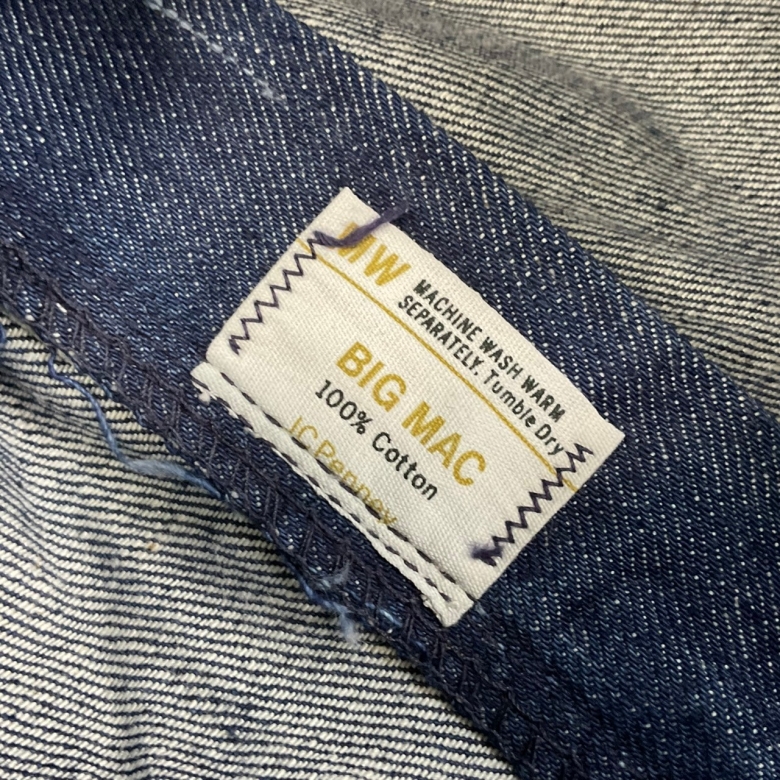 MW MACHINE WASH WARM
SEPARATELY, Tumble Dry
BIG MAC
100% Cotton
JCPenney